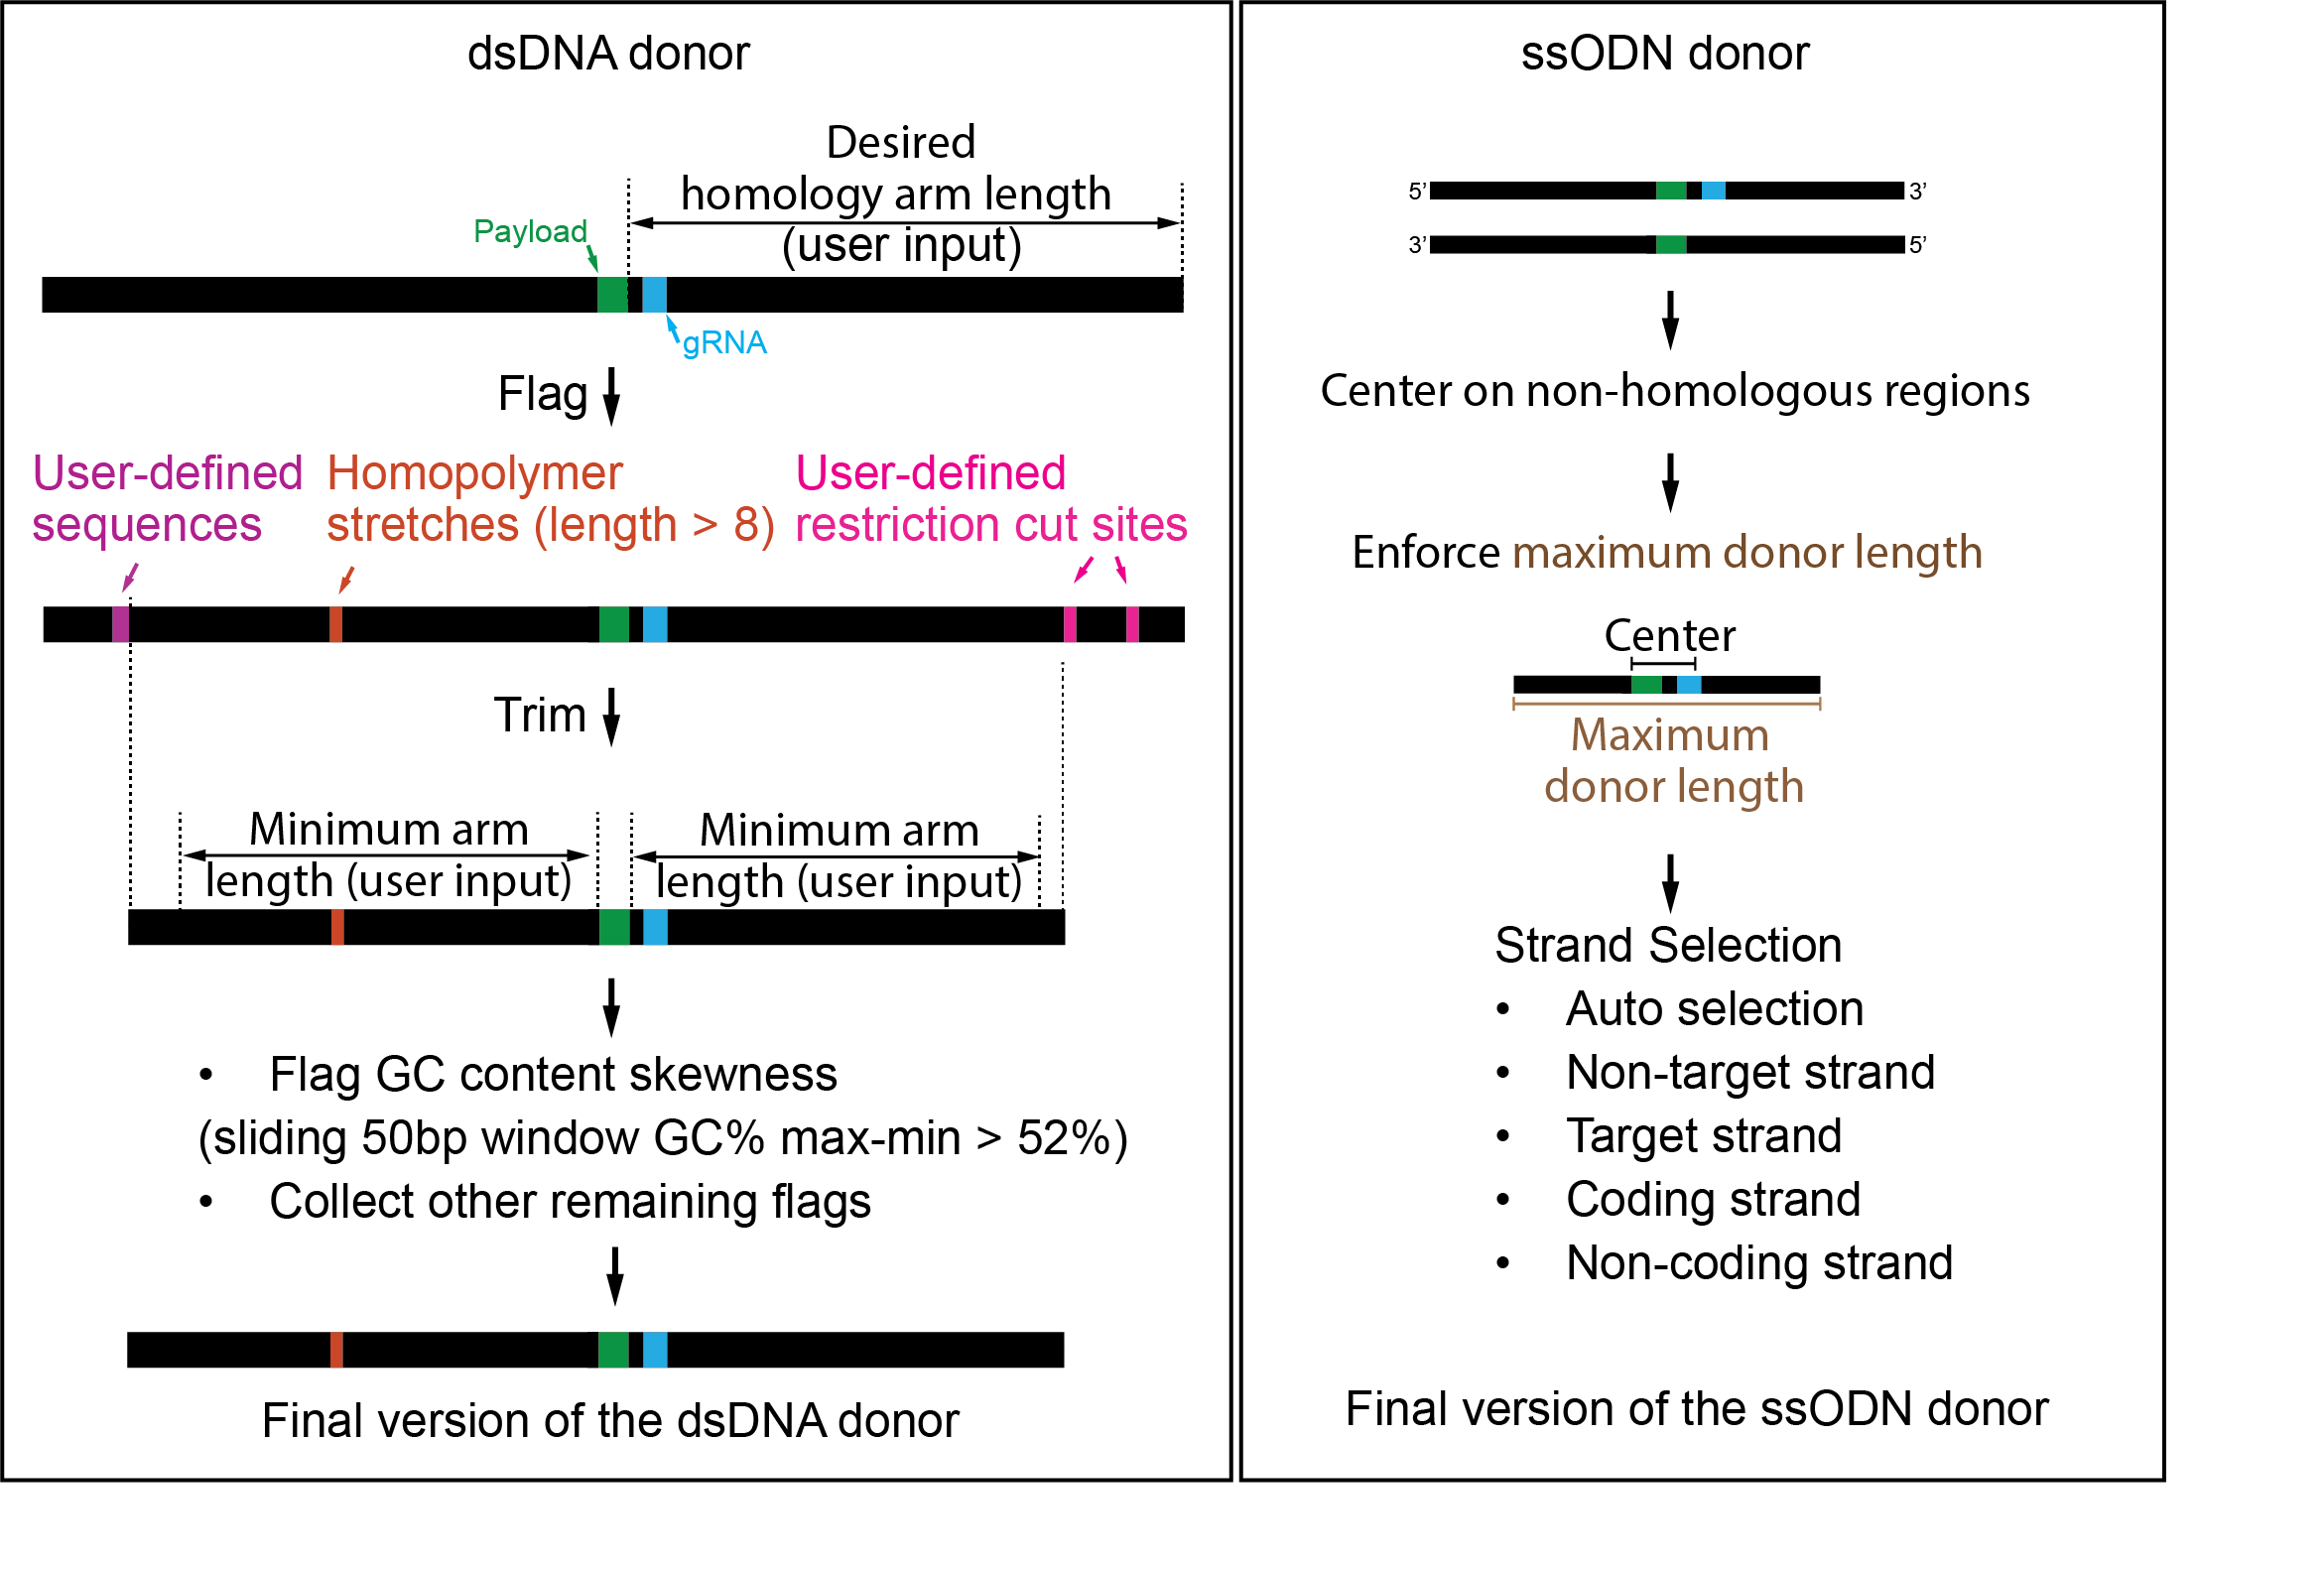 dsDNA donor
Desired
homology arm length
(user input)
Payload
gRNA
Flag
User-defined
sequences
Homopolymer
stretches (length > 8)
User-defined
restriction cut sites
Trim
Minimum arm
length (user input)
Minimum arm
length (user input)
• Flag GC content skewness
(sliding 50bp window GC% max-min > 52%)
• Collect other remaining flags
Final version of the dsDNA donor
ssODN donor
5’ 3’
3’ 5’
Center on non-homologous regions
Enforce maximum donor length
Center
Maximum
donor length
Strand Selection
• Auto selection
• Non-target strand
• Target strand
• Coding strand
• Non-coding strand
Final version of the ssODN donor